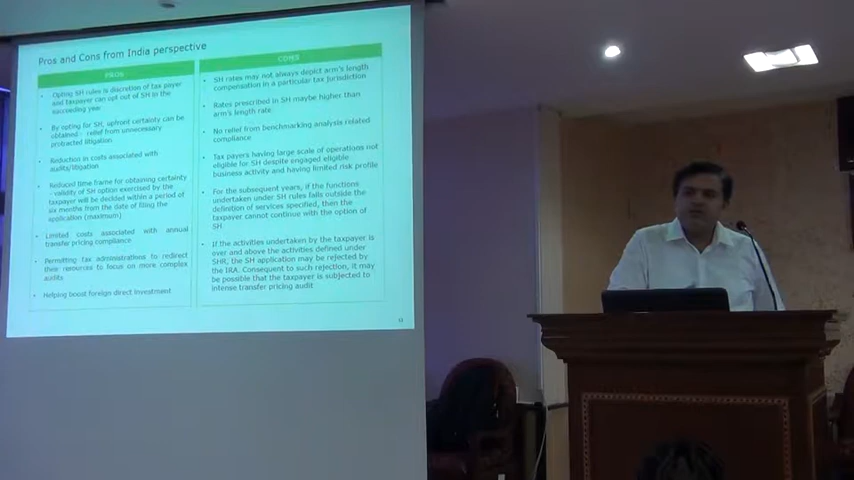 Pros and Cons from India perspective
PROS
• Opting SH rules is discretion of tax payer
and taxpayer can opt out of SH in the
succeeding year
• By opting for SH, upfront certainty can be
obtained - relief from unnecessary
protracted litigation
• Reduction in costs associated with
audits/litigation
• Reduced time frame for obtaining certainty
- validity of SH option exercised by the
taxpayer will be decided within a period of
six months from the date of filing the
application (maximum)
• Limited costs associated with annual
transfer pricing compliance
• Permitting tax administrations to redirect
their resources to focus on more complex
audits
• Helping boost foreign direct investment
CONS
• SH rates may not always depict arm's length
compensation in a particular tax jurisdiction
• Rates prescribed in SH maybe higher than
arm's length rate
• No relief from benchmarking analysis related
compliance
• Tax payers having large scale of operations not
eligible for SH despite engaged eligible
business activity and having limited risk profile
• For the subsequent years, if the functions
undertaken under SH rules falls outside the
definition of services specified, then the
taxpayer cannot continue with the option of
SH
• If the activities undertaken by the taxpayer is
over and above the activities defined under
SHR, the SH application may be rejected by
the IRA. Consequent to such rejection, it may
be possible that the taxpayer is subjected to
intense transfer pricing audit